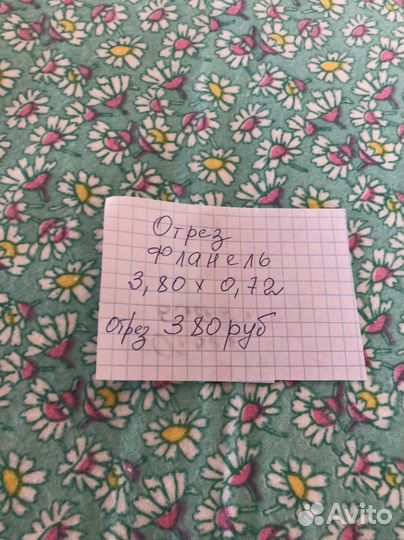 Отрез
фланель
3,80 х 0,72
Отрез 380 руб
Avito